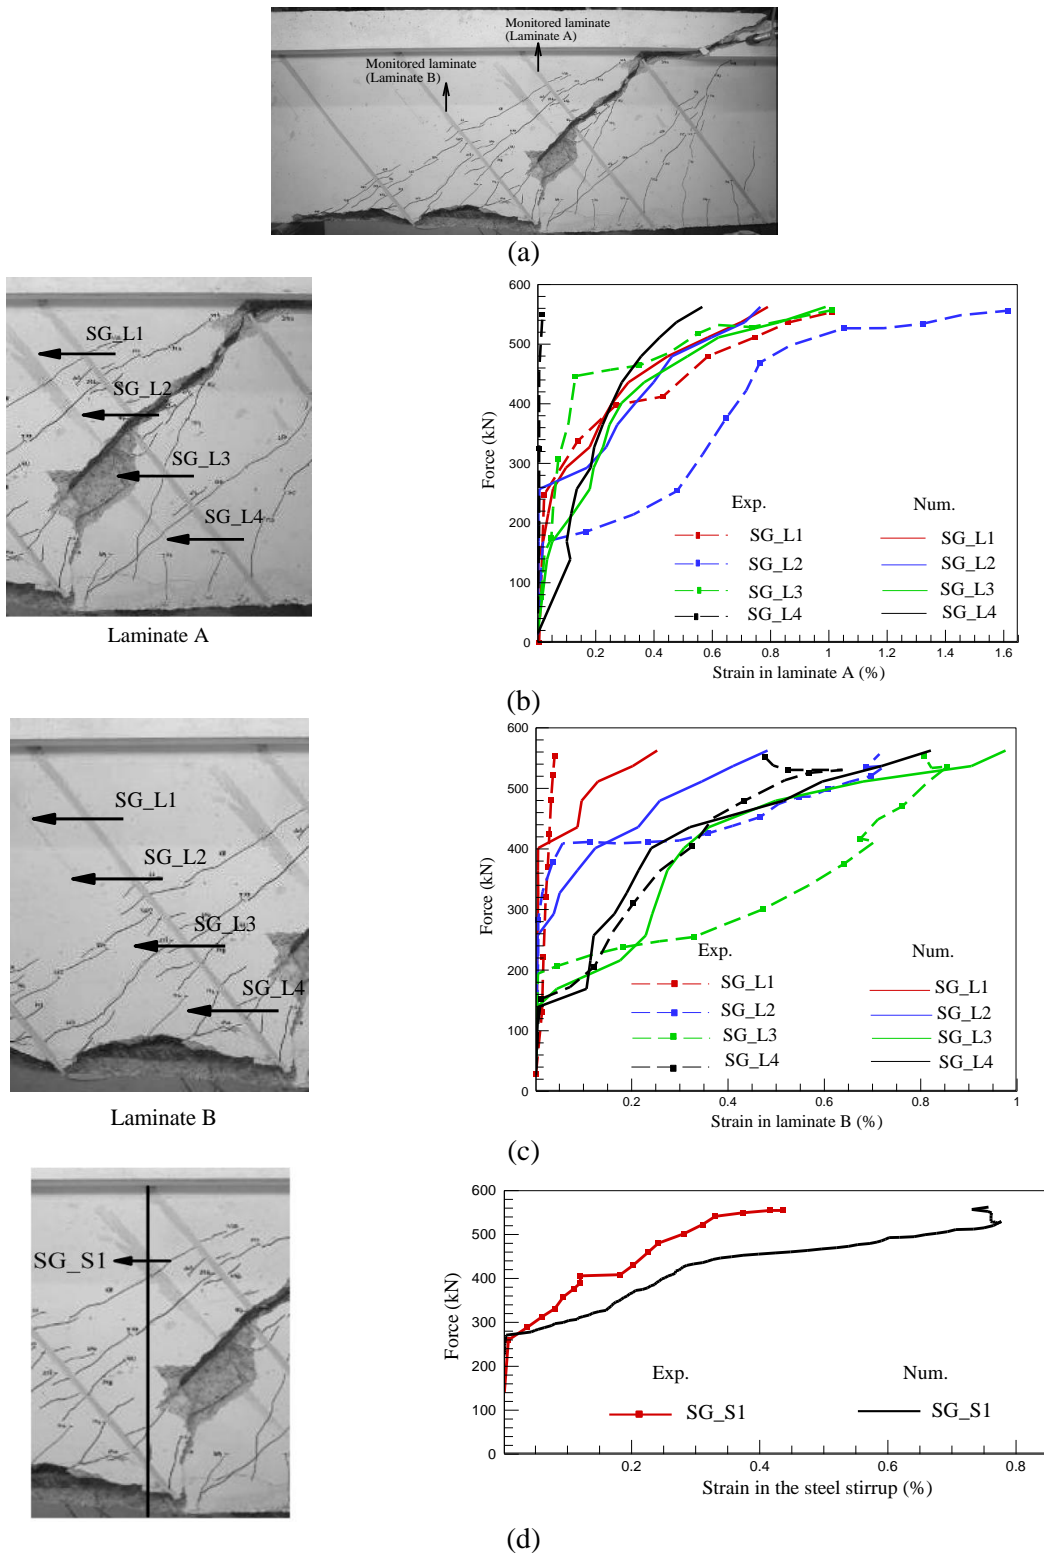 Monitored laminate
(Laminate A)
Monitored laminate
(Laminate B)
(a)
SG_L1
SG_L2
SG_L3
SG_L4
Laminate A
600
500
400
300
200
100
0
Force (kN)
Exp.
Num.
SG_L1
SG_L1
SG_L2
SG_L2
SG_L3
SG_L3
SG_L4
SG_L4
0.2
0.4
0.6
0.8
1
1.2
1.4
1.6
Strain in laminate A (%)
(b)
SG_L1
SG_L2
SG_L3
SG_L4
Laminate B
600
500
400
300
200
100
0
Force (kN)
Exp.
Num.
SG_L1
SG_L1
SG_L2
SG_L2
SG_L3
SG_L3
SG_L4
SG_L4
0.2
0.4
0.6
0.8
1
Strain in laminate B (%)
(c)
SG_S1
600
500
400
300
200
100
0
Force (kN)
Exp.
Num.
SG_S1
SG_S1
0.2
0.4
0.6
0.8
Strain in the steel stirrup (%)
(d)